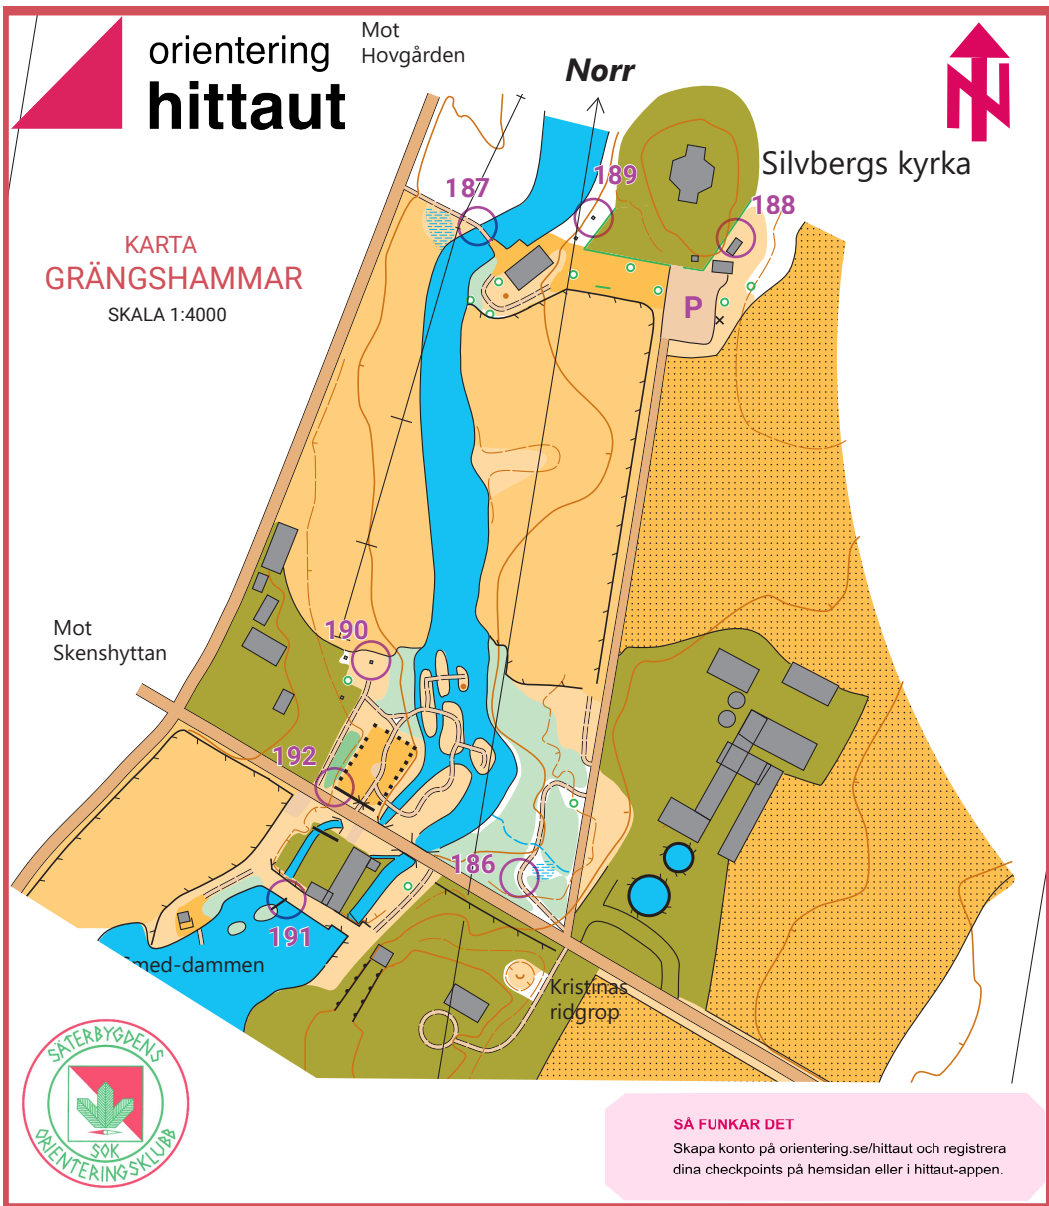 orientering
hittaut
Mot
Hovgården
Norr
N
Silvbergs kyrka
KARTA
GRÄNGSHAMMAR
SKALA 1:4000
187
189
188
P
Mot
Skenshyttan
190
192
186
191
med-dammen
Kristinas
ridgrop
SÄTERBYGDENS
SOK
ORIENTERINGSKLUBB
SÅ FUNKAR DET
Skapa konto på orientering.se/hittaut och registrera
dina checkpoints på hemsidan eller i hittaut-appen.